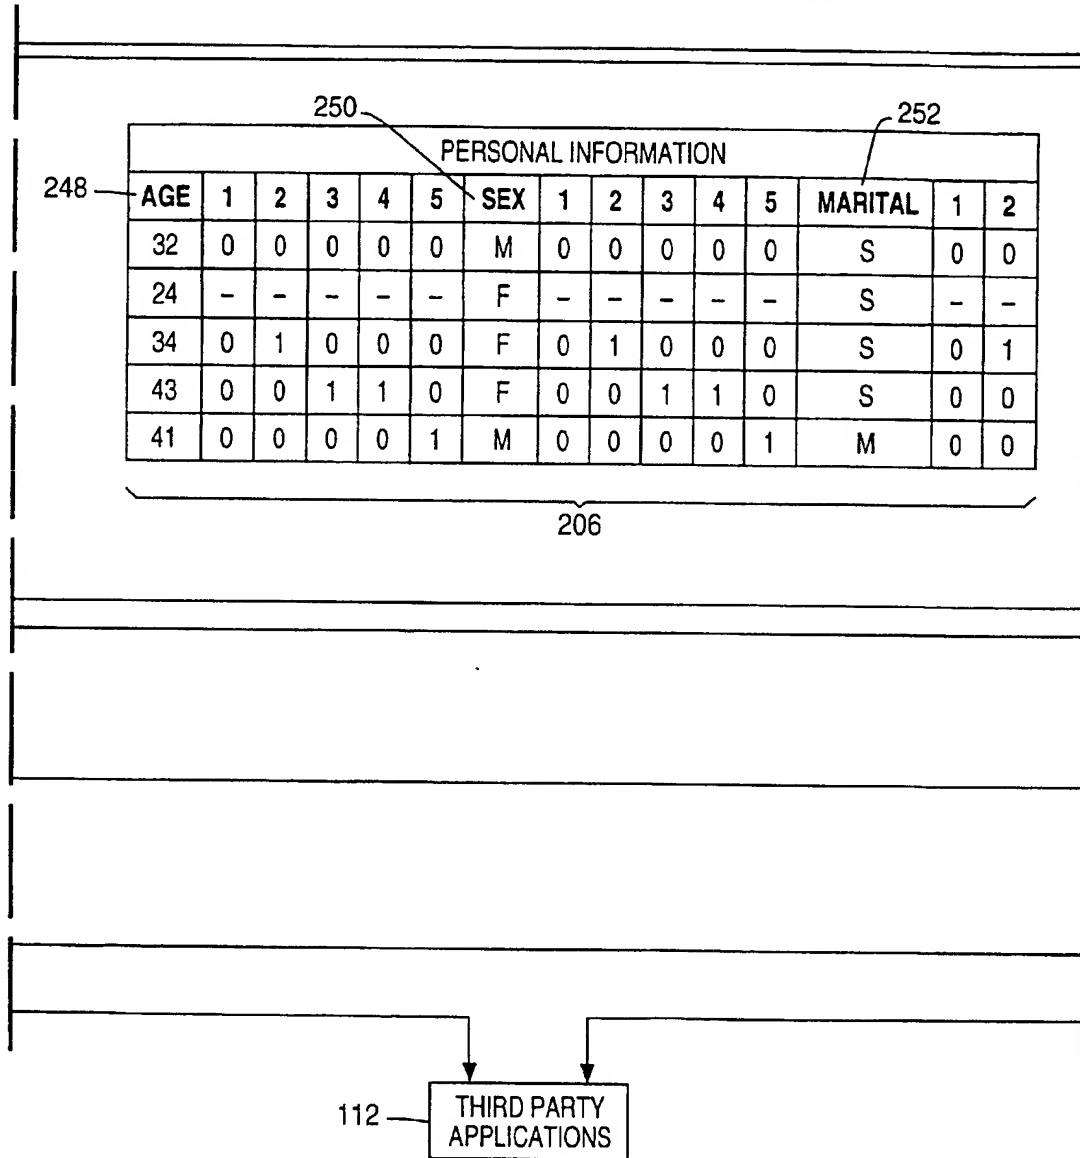 250
252
PERSONAL INFORMATION
248
AGE 1 2 3 4 5 SEX 1 2 3 4 5 MARITAL 1 2
32 0 0 0 0 0 M 0 0 0 0 0 S 0 0
24 - - - - - F - - - - - S - -
34 0 1 0 0 0 F 0 1 0 0 0 S 0 1
43 0 0 1 1 0 F 0 0 1 1 0 S 0 0
41 0 0 0 0 1 M 0 0 0 0 1 M 0 0
206
112
THIRD PARTY
APPLICATIONS